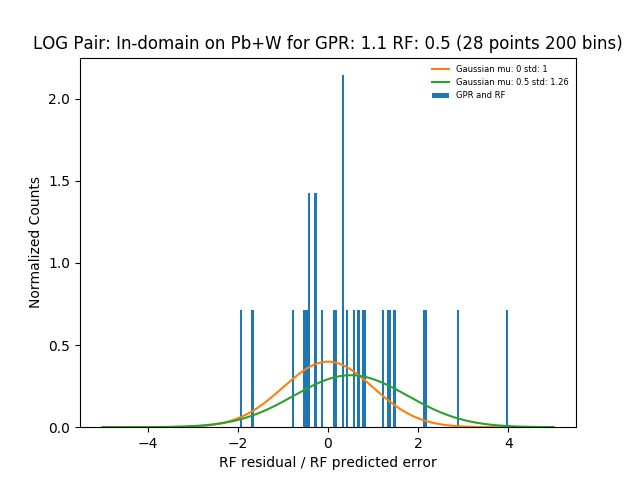 LOG Pair: In-domain on Pb+W for GPR: 1.1 RF: 0.5 (28 points 200 bins)
Gaussian mu: 0 std: 1
Gaussian mu: 0.5 std: 1.26
GPR and RF
Normalized Counts
2.0
1.5
1.0
0.5
0.0
−4 −2 0 2 4
RF residual / RF predicted error